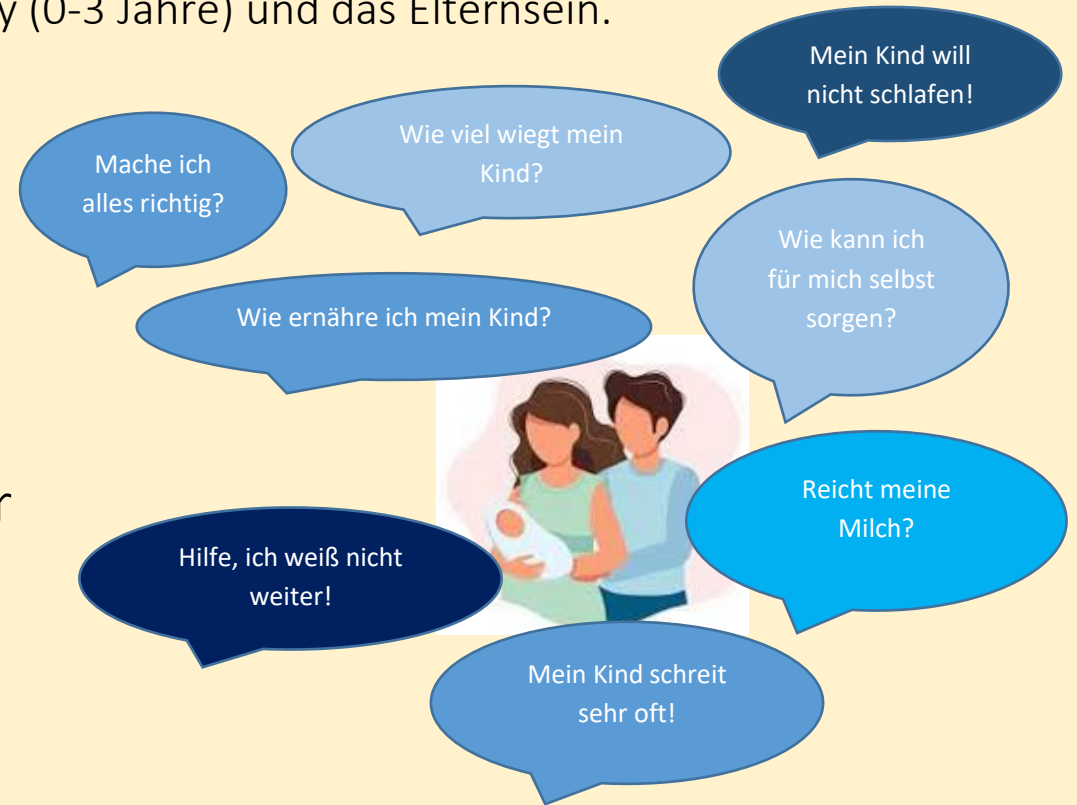 y (0-3 Jahre) und das Elternsein.
Mein Kind will
nicht schlafen!
Wie viel wiegt mein
Kind?
Mache ich
alles richtig?
Wie kann ich
für mich selbst
sorgen?
Wie ernähre ich mein Kind?
Reicht meine
Milch?
r
Hilfe, ich weiß nicht
weiter!
Mein Kind schreit
sehr oft!